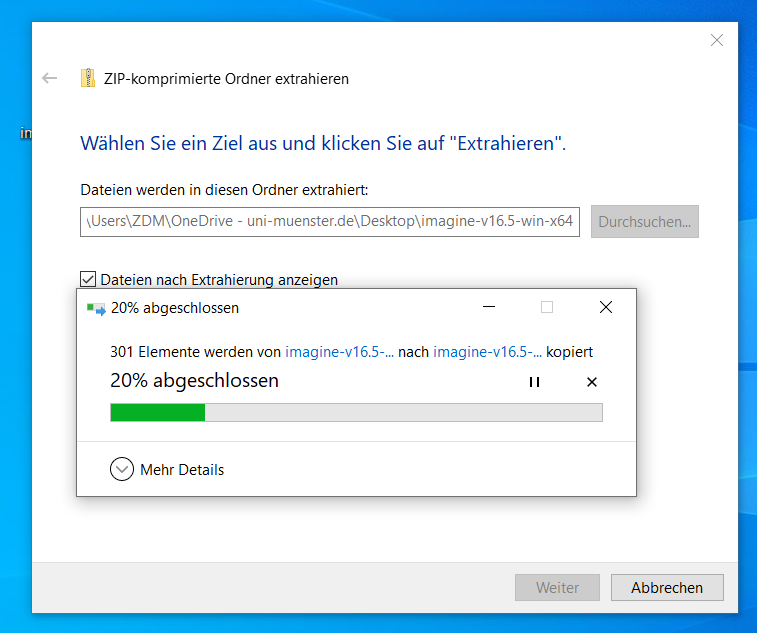 ZIP-komprimierte Ordner extrahieren
in
Wählen Sie ein Ziel aus und klicken Sie auf "Extrahieren".
Dateien werden in diesen Ordner extrahiert:
\Users\ZDM\OneDrive - uni-muenster.de\Desktop\imagine-v16.5-win-x64 Durchsuchen...
Dateien nach Extrahierung anzeigen
20% abgeschlossen
301 Elemente werden von imagine-v16.5-... nach imagine-v16.5-... kopiert
20% abgeschlossen
Mehr Details
Weiter Abbrechen